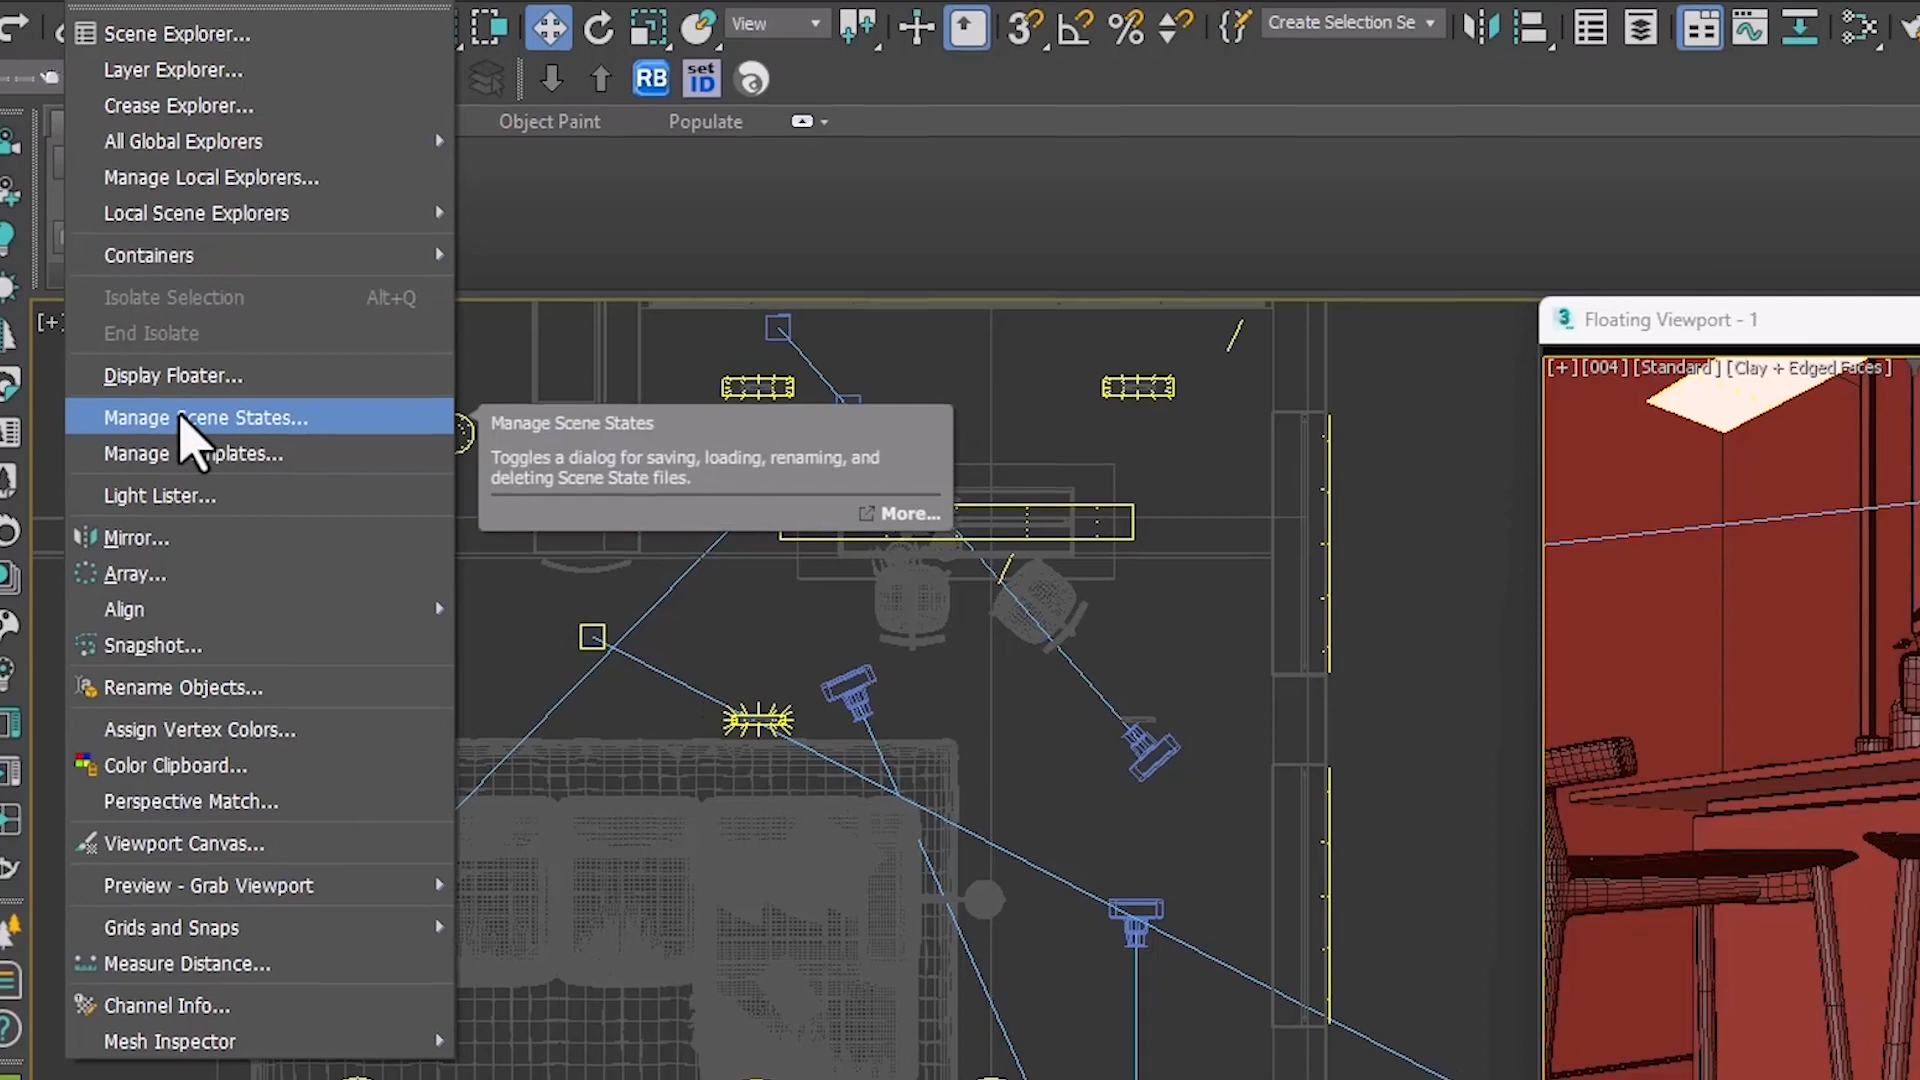 Scene Explorer...
Layer Explorer...
Crease Explorer...
All Global Explorers
Manage Local Explorers...
Local Scene Explorers
Containers
Isolate Selection Alt+Q
End Isolate
Display Floater...
Manage Scene States...
Manage
Light Lister...
Mirror...
Array...
Align
Snapshot...
Rename Objects...
Assign Vertex Colors...
Color Clipboard...
Perspective Match...
Viewport Canvas...
Preview - Grab Viewport
Grids and Snaps
Measure Distance...
Channel Info...
Mesh Inspector
View
3
%
Create Selection Se
RB
set
ID
Object Paint
Populate
[+]
Manage Scene States
Toggles a dialog for saving, loading, renaming, and
deleting Scene State files.
More...
3 Floating Viewport - 1
[+] [004] [Standard] [Clay + Edged Faces]